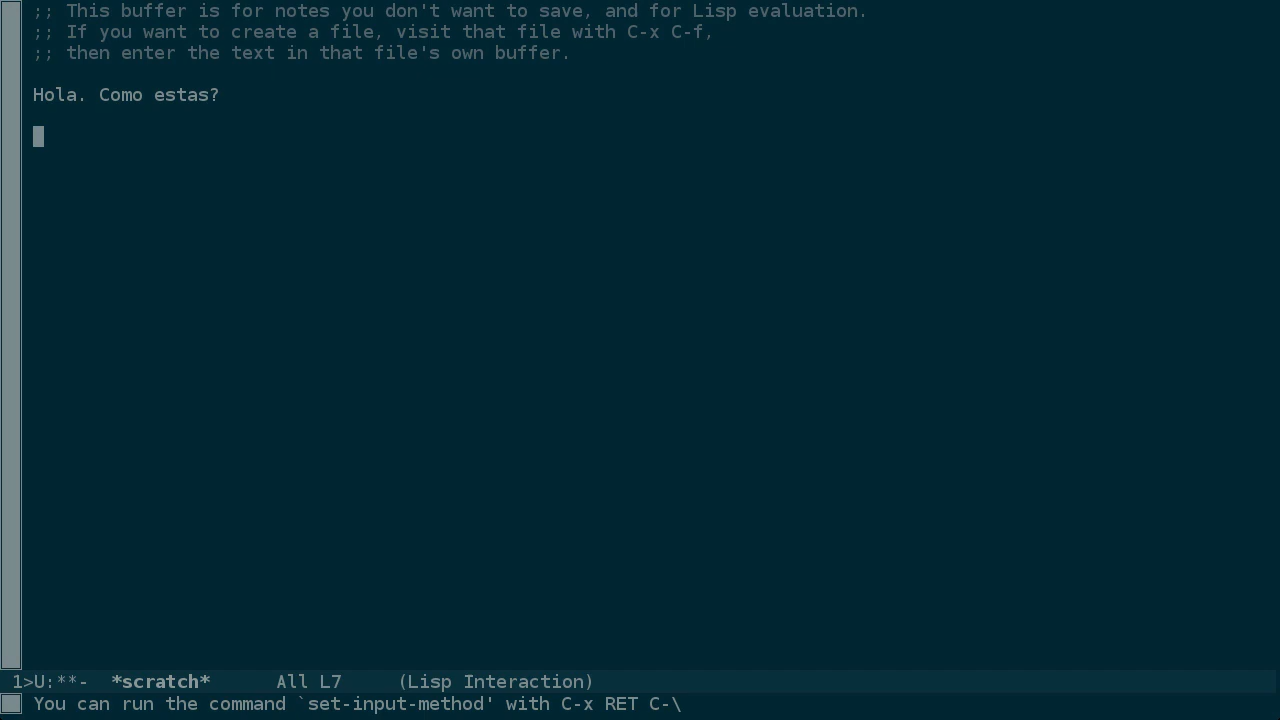 ;; This buffer is for notes you don't want to save, and for Lisp evaluation.
;; If you want to create a file, visit that file with C-x C-f,
;; then enter the text in that file's own buffer.
Hola. Como estas?
1>U:**-  *scratch*      All L7     (Lisp Interaction)
You can run the command `set-input-method' with C-x RET C-\